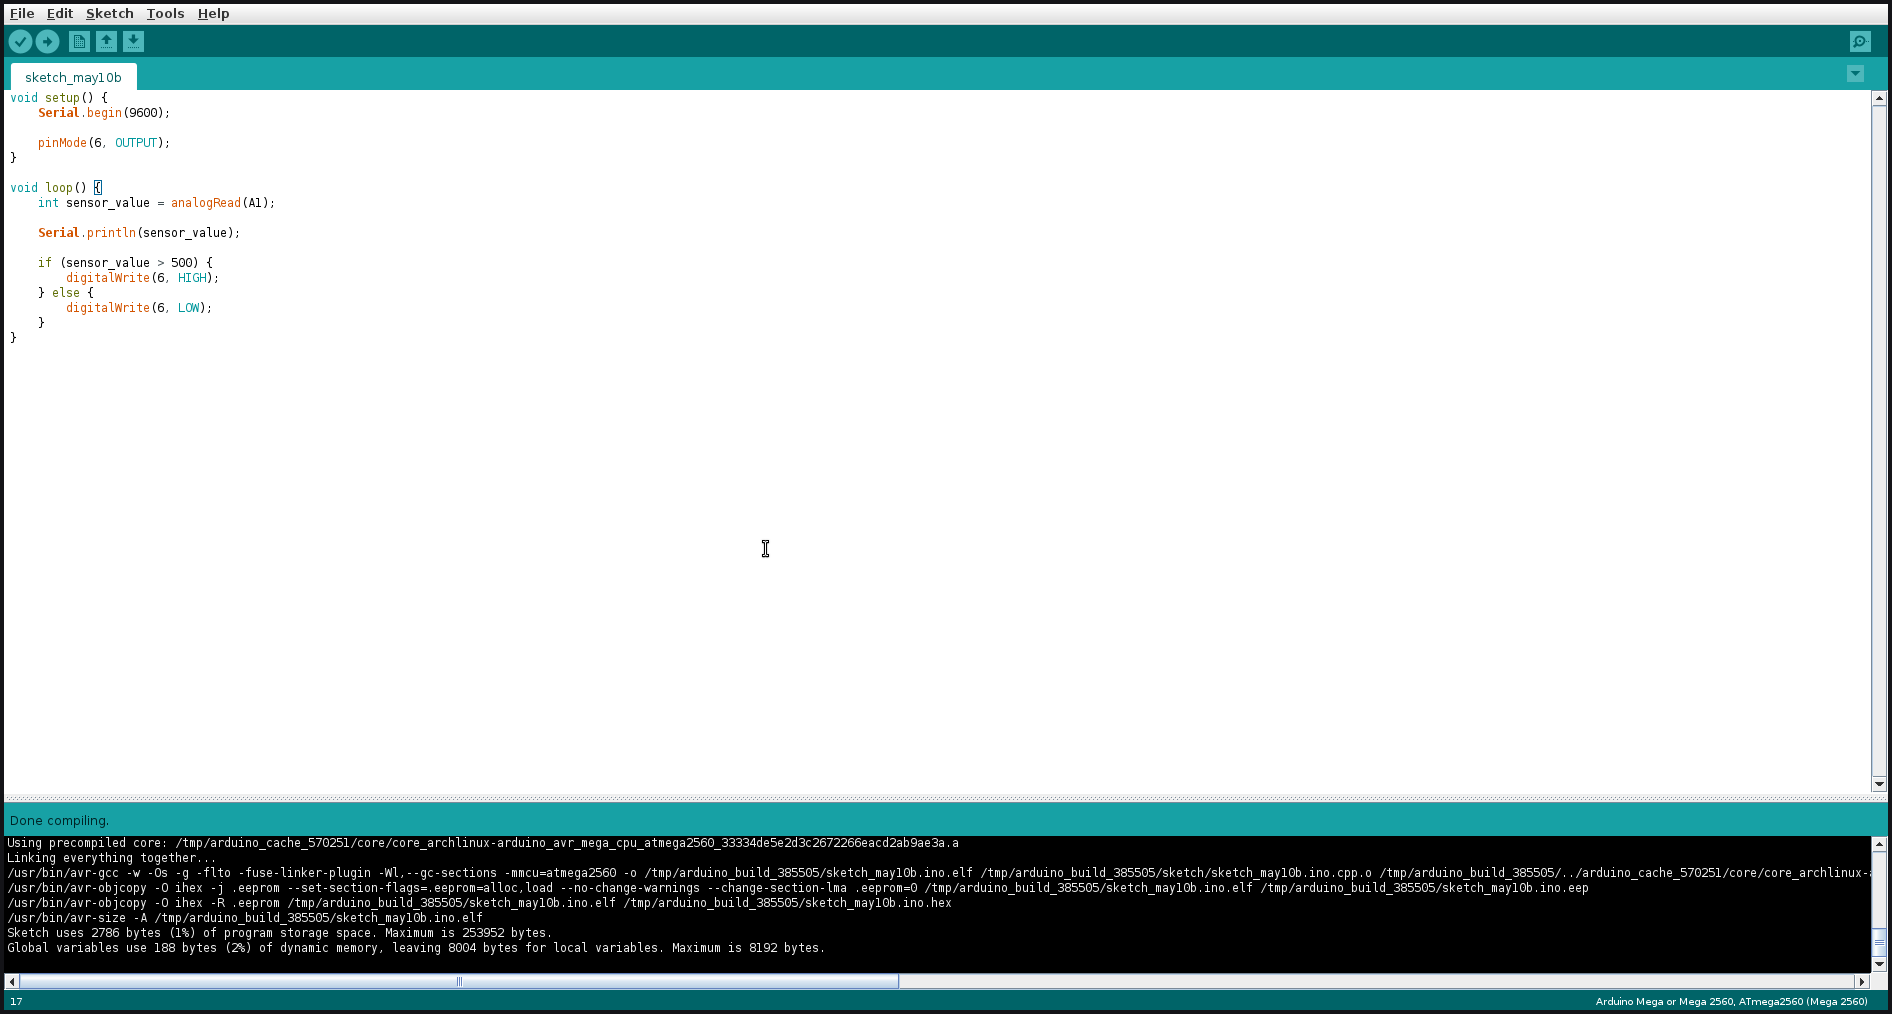 File Edit Sketch Tools Help
sketch_may10b
void setup() {
    Serial.begin(9600);
    pinMode(6, OUTPUT);
}
void loop() {
    int sensor_value = analogRead(A1);
    Serial.println(sensor_value);
    if (sensor_value > 500) {
        digitalWrite(6, HIGH);
    } else {
        digitalWrite(6, LOW);
    }
}
Done compiling.
Using precompiled core: /tmp/arduino_cache_570251/core/core_archlinux-arduino_avr_mega_cpu_atmega2560_33334de5e2d3c2672266eacd2ab9ae3a.a
Linking everything together...
/usr/bin/avr-gcc -w -Os -g -flto -fuse-linker-plugin -Wl,--gc-sections -mmcu=atmega2560 -o /tmp/arduino_build_385505/sketch_may10b.ino.elf /tmp/arduino_build_385505/sketch/sketch_may10b.ino.cpp.o /tmp/arduino_build_385505/../arduino_cache_570251/core/core_archlinux-a
/usr/bin/avr-objcopy -O ihex -j .eeprom --set-section-flags=.eeprom=alloc,load --no-change-warnings --change-section-lma .eeprom=0 /tmp/arduino_build_385505/sketch_may10b.ino.elf /tmp/arduino_build_385505/sketch_may10b.ino.eep
/usr/bin/avr-objcopy -O ihex -R .eeprom /tmp/arduino_build_385505/sketch_may10b.ino.elf /tmp/arduino_build_385505/sketch_may10b.ino.hex
/usr/bin/avr-size -A /tmp/arduino_build_385505/sketch_may10b.ino.elf
Sketch uses 2786 bytes (1%) of program storage space. Maximum is 253952 bytes.
Global variables use 188 bytes (2%) of dynamic memory, leaving 8004 bytes for local variables. Maximum is 8192 bytes.
17 Arduino Mega or Mega 2560, ATmega2560 (Mega 2560)